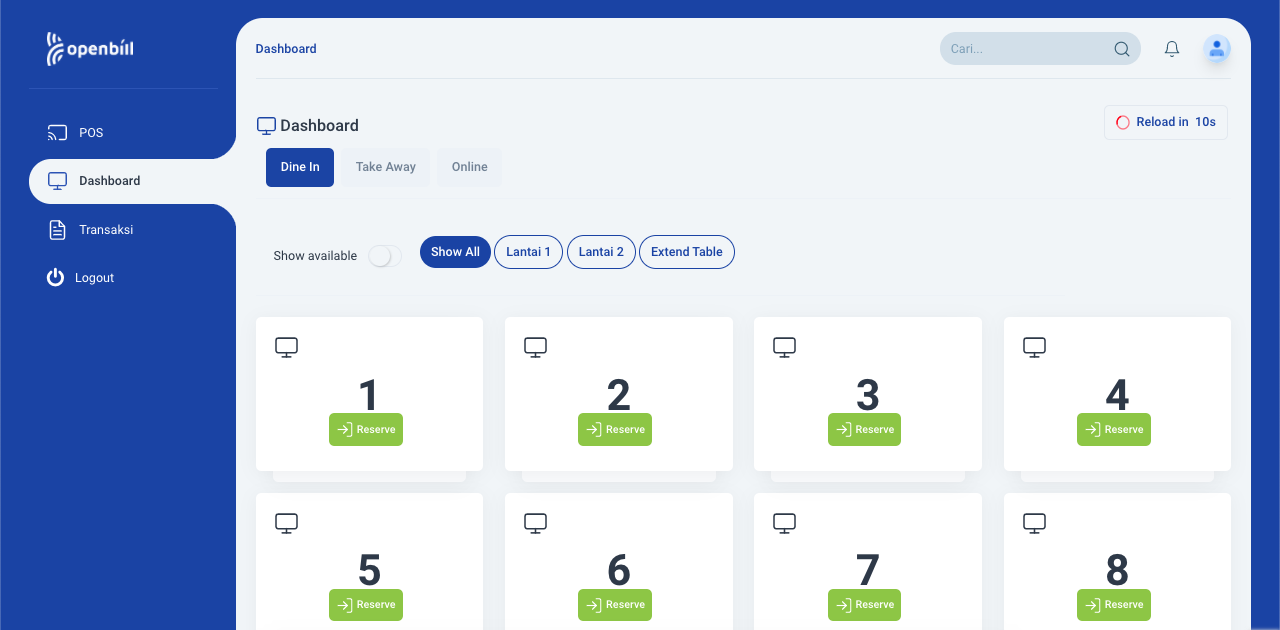 openbill
Dashboard
Cari...
POS
Dashboard
Transaksi
Logout
Dashboard
Reload in 10s
Dine In
Take Away
Online
Show available
Show All
Lantai 1
Lantai 2
Extend Table
1
Reserve
2
Reserve
3
Reserve
4
Reserve
5
Reserve
6
Reserve
7
Reserve
8
Reserve